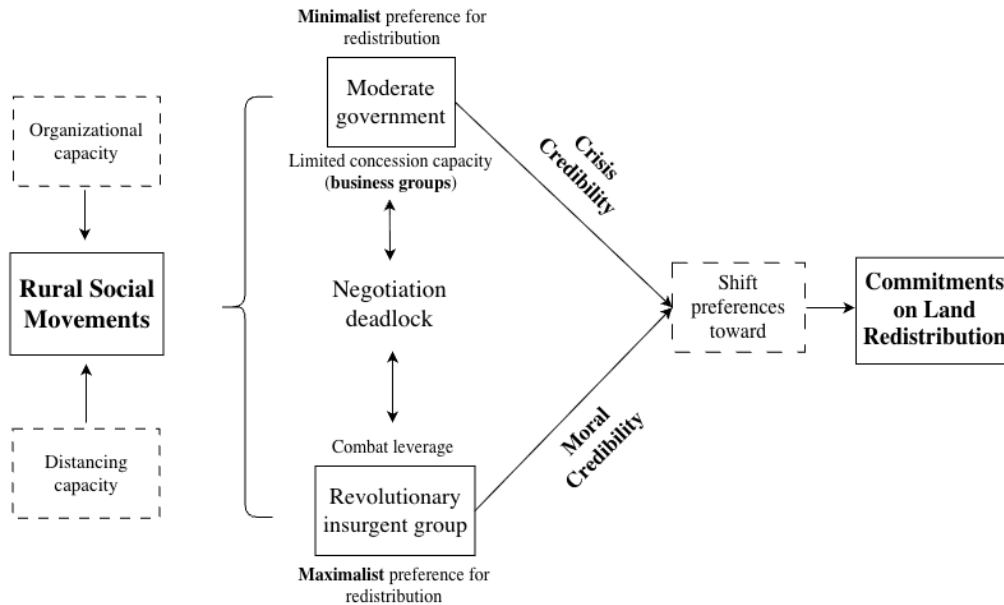 Organizational
capacity
Rural Social
Movements
Distancing
capacity
Minimalist preference for
redistribution
Moderate
government
Limited concession capacity
(business groups)
Negotiation
deadlock
Combat leverage
Revolutionary
insurgent group
Maximalist preference for
redistribution
Crisis
Credibility
Moral
Credibility
Shift
preferences
toward
Commitments
on Land
Redistribution